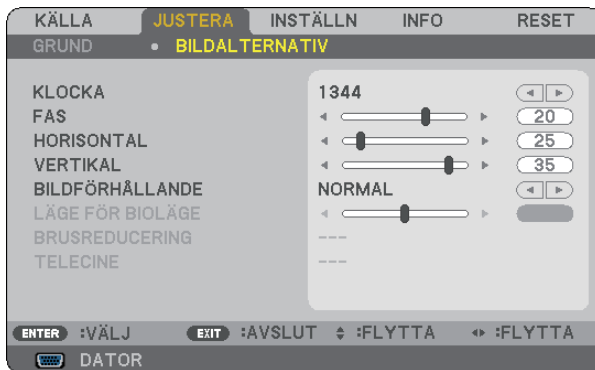 KÄLLA JUSTERA INSTÄLLN INFO RESET
GRUND • BILDALTERNATIV
KLOCKA 1344
FAS 20
HORISONTAL 25
VERTIKAL 35
BILDFÖRHÅLLANDE NORMAL
LÄGE FÖR BIOLÄGE
BRUSREDUCERING ---
TELECINE ---
ENTER :VÄLJ EXIT :AVSLUT :FLYTTA :FLYTTA
DATOR